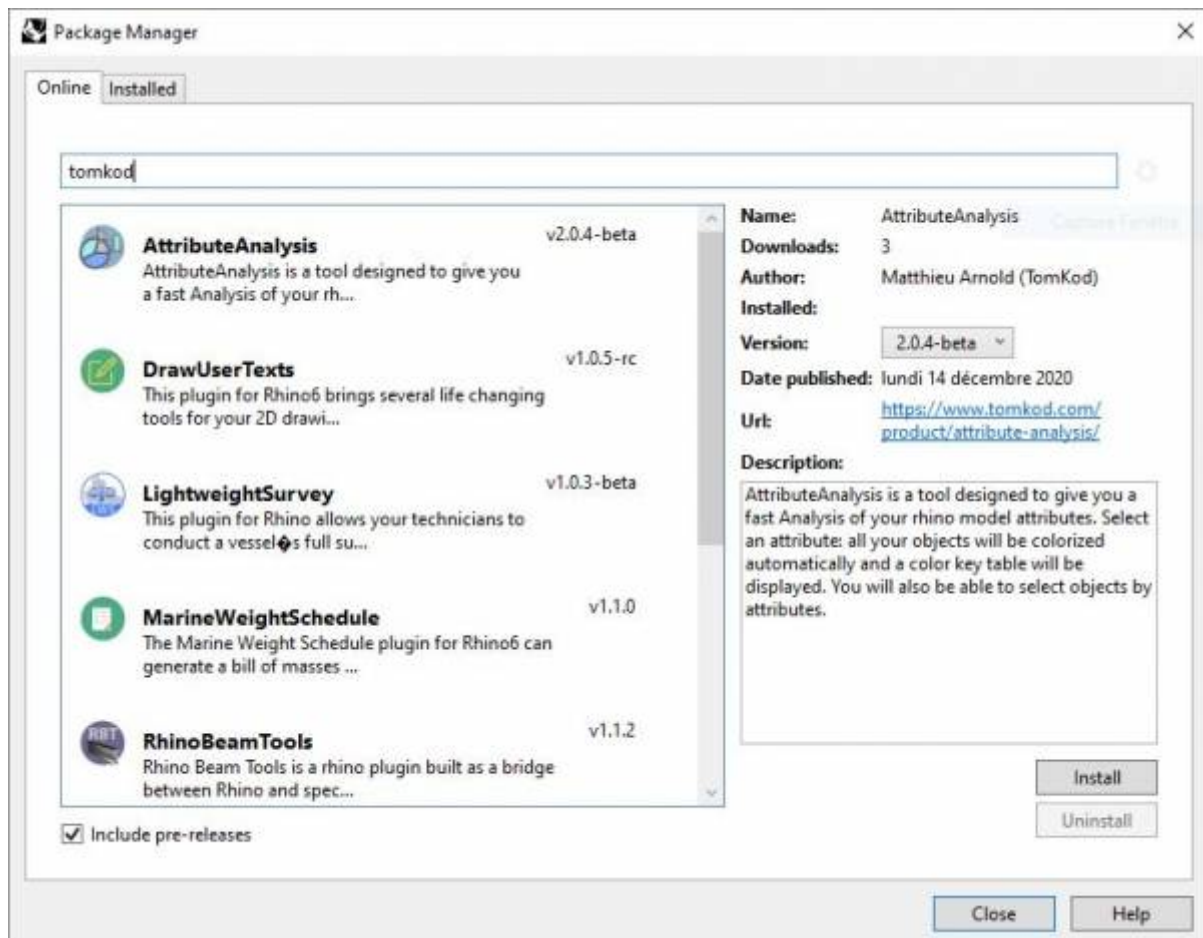 Package Manager
Online Installed
tomkod
AttributeAnalysis v2.0.4-beta
AttributeAnalysis is a tool designed to give you
a fast Analysis of your rh...
DrawUserTexts v1.0.5-rc
This plugin for Rhino6 brings several life changing
tools for your 2D drawi...
LightweightSurvey v1.0.3-beta
This plugin for Rhino allows your technicians to
conduct a vessel�s full su...
MarineWeightSchedule v1.1.0
The Marine Weight Schedule plugin for Rhino6 can
generate a bill of masses ...
RBT
RhinoBeamTools v1.1.2
Rhino Beam Tools is a rhino plugin built as a bridge
between Rhino and spec...
Include pre-releases
Name: AttributeAnalysis
Downloads: 3
Author: Matthieu Arnold (TomKod)
Installed:
Version: 2.0.4-beta
Date published: lundi 14 décembre 2020
Url: https://www.tomkod.com/
product/attribute-analysis/
Description:
AttributeAnalysis is a tool designed to give you a
fast Analysis of your rhino model attributes. Select
an attribute: all your objects will be colorized
automatically and a color key table will be
displayed. You will also be able to select objects by
attributes.
Install
Uninstall
Close Help